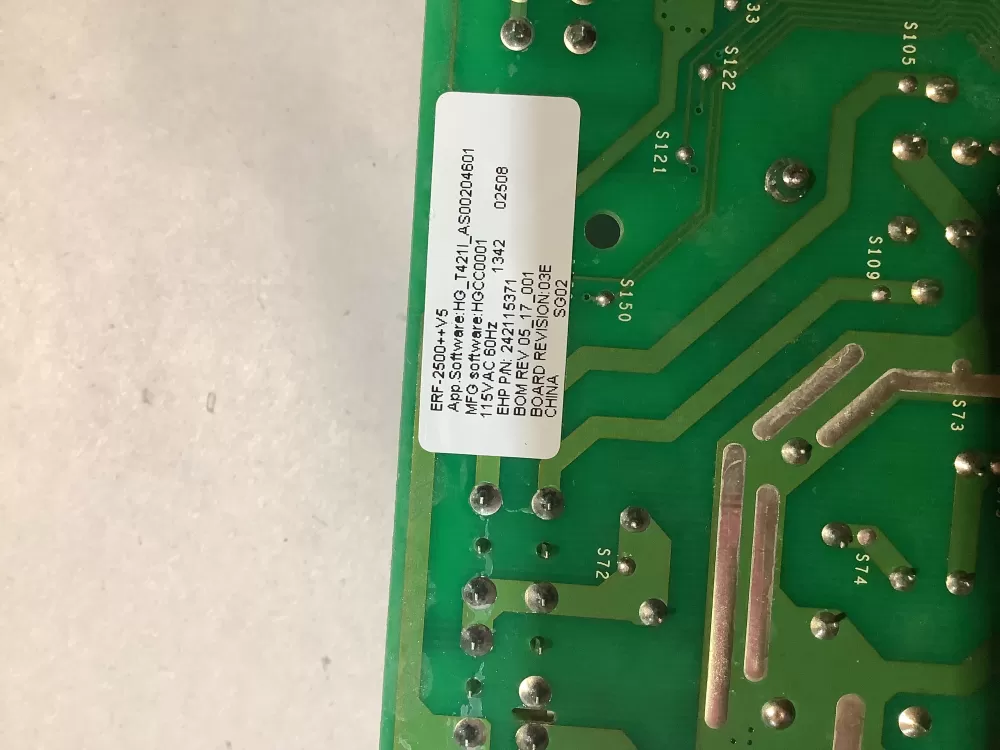 ERF-2500++V5
App.Software:HG_T421I_AS00204601
MFG software:HGCC0001
115VAC 60Hz 1342 02508
EHP P/N: 242115371
BOM REV 05_17_001
BOARD REVISION:03E
CHINA SG02
33
S122
S105
S121
S150
S109
S73
S72
S74